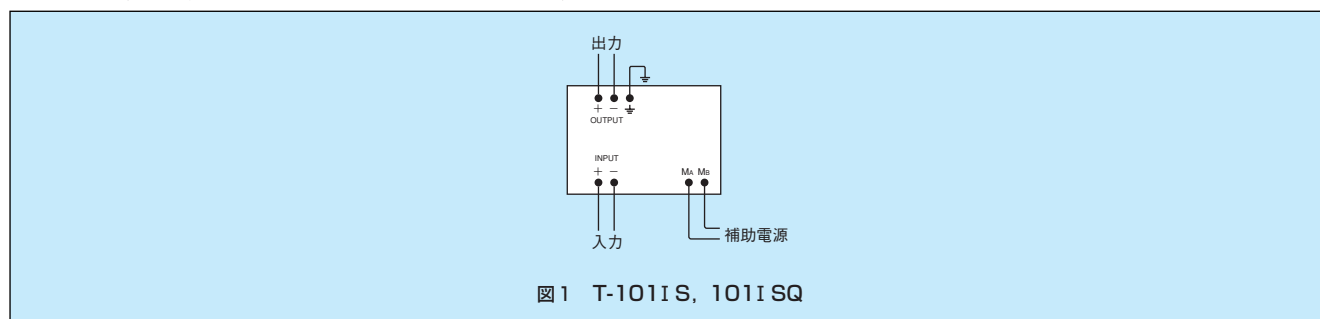 出力
+ −
OUTPUT
INPUT
+ −
MA MB
入力
補助電源
図1 T-101IS, 101ISQ